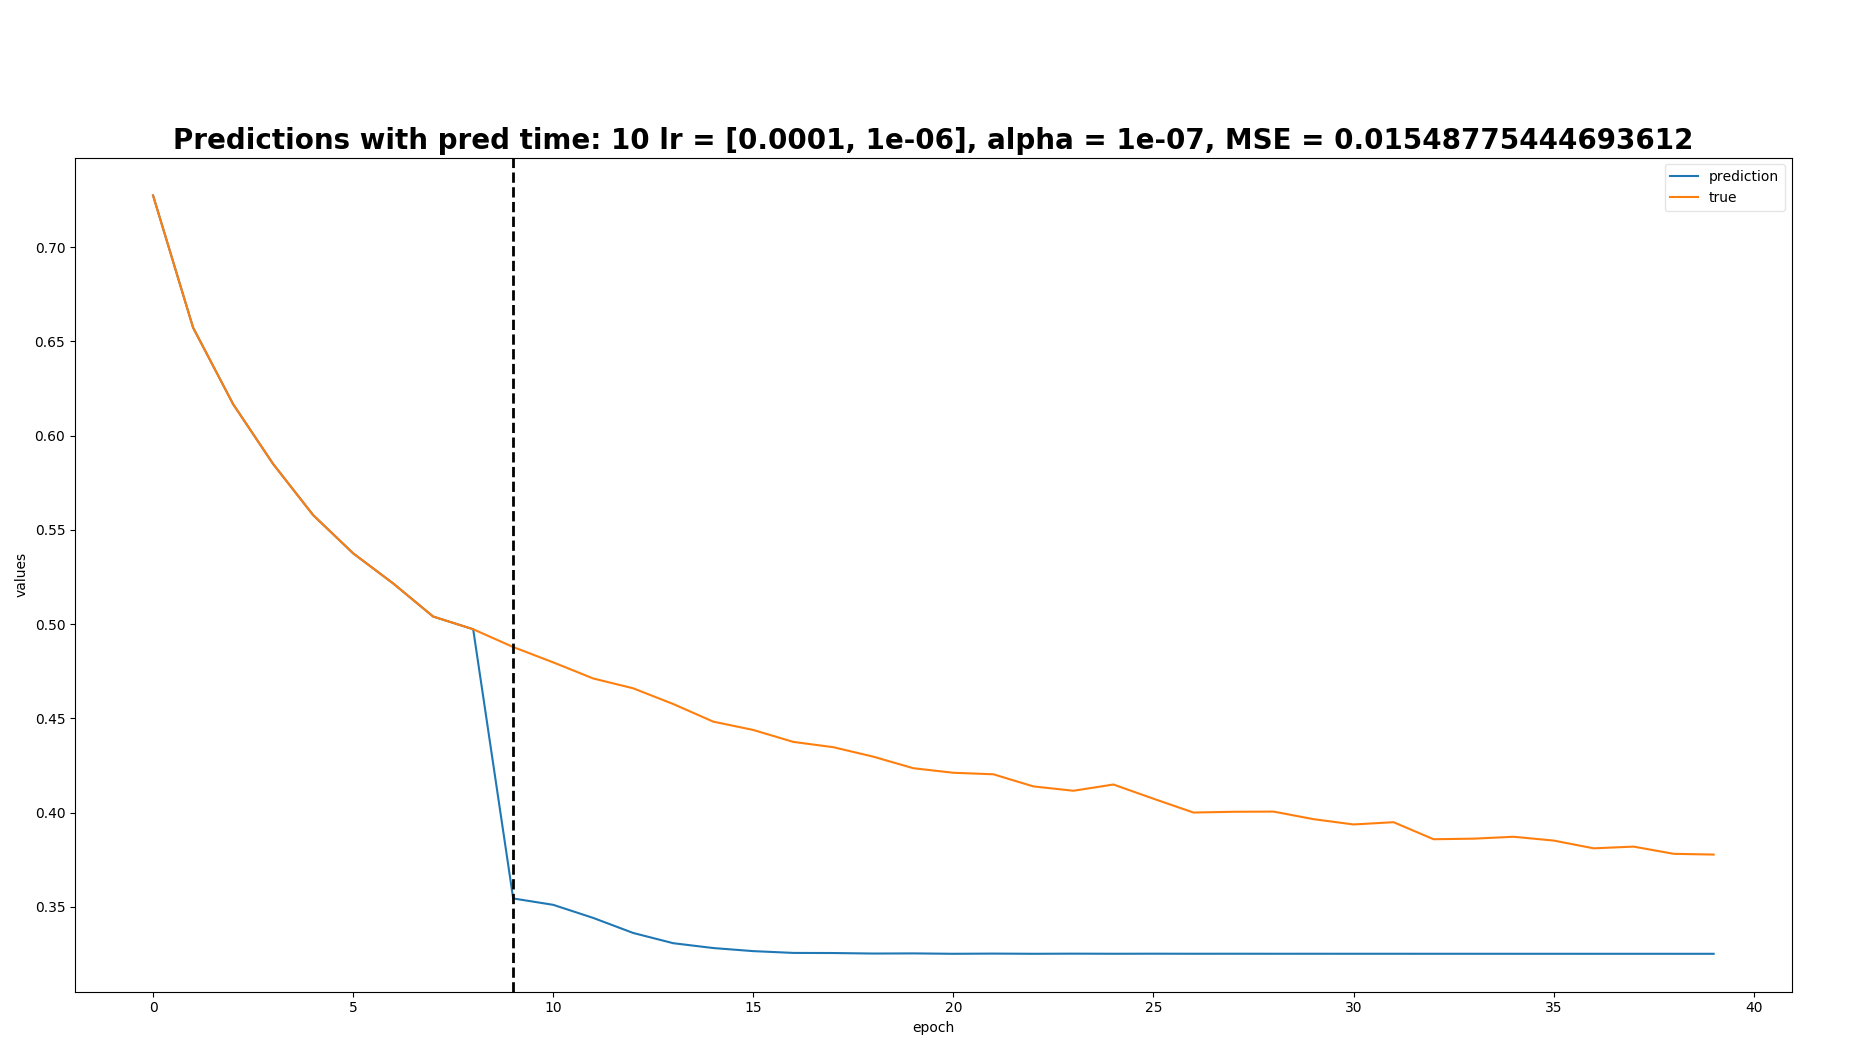 Predictions with pred time: 10 lr = [0.0001, 1e-06], alpha = 1e-07, MSE = 0.01548775444693612
prediction
true
0.70
0.65
0.60
0.55
0.50
0.45
0.40
0.35
values
0 5 10 15 20 25 30 35 40
epoch